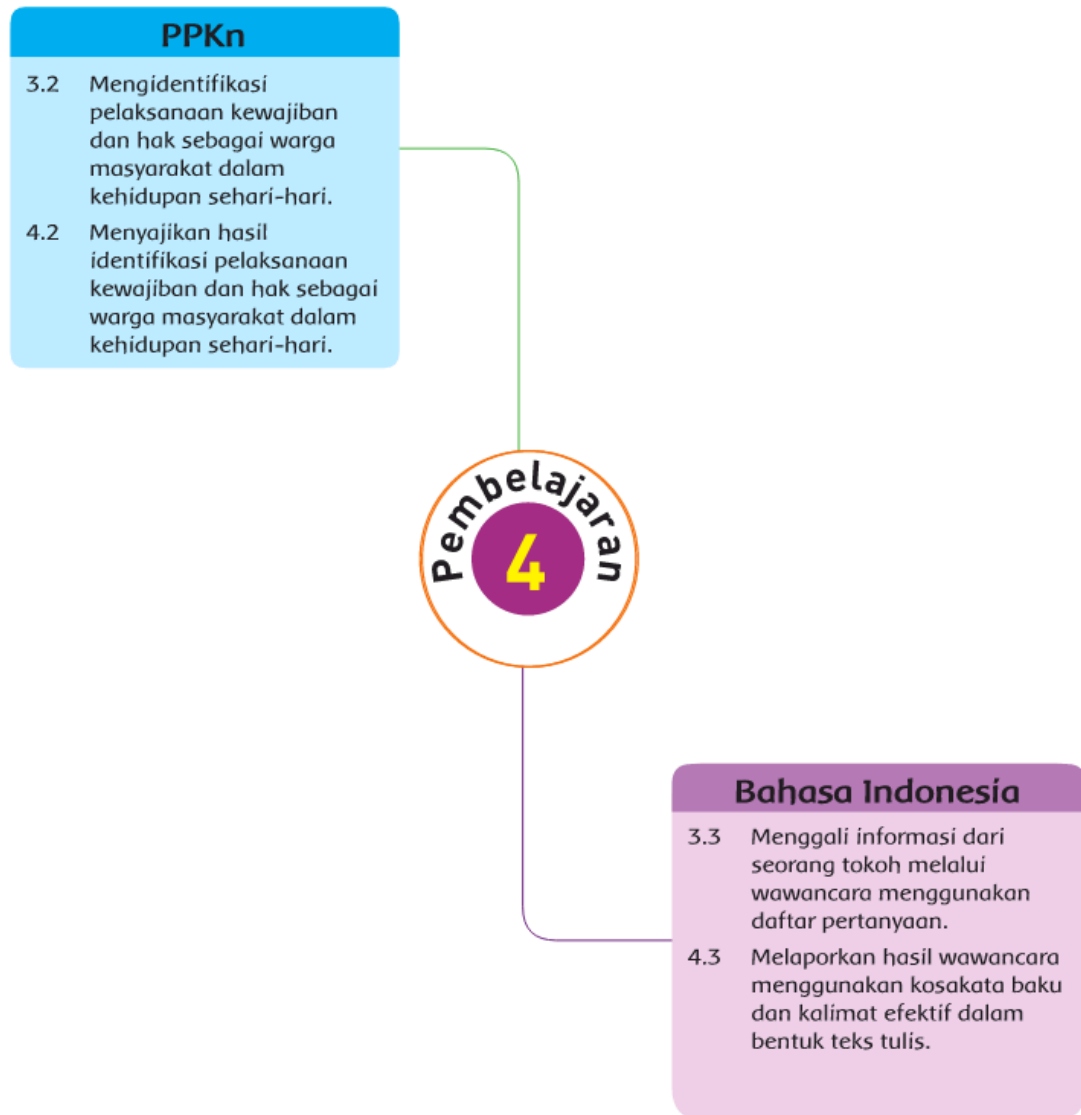 PPKn
3.2 Mengidentifikasi
pelaksanaan kewajiban
dan hak sebagai warga
masyarakat dalam
kehidupan sehari-hari.
4.2 Menyajikan hasil
identifikasi pelaksanaan
kewajiban dan hak sebagai
warga masyarakat dalam
kehidupan sehari-hari.
Pembelajaran
4
Bahasa Indonesia
3.3 Menggali informasi dari
seorang tokoh melalui
wawancara menggunakan
daftar pertanyaan.
4.3 Melaporkan hasil wawancara
menggunakan kosakata baku
dan kalimat efektif dalam
bentuk teks tulis.